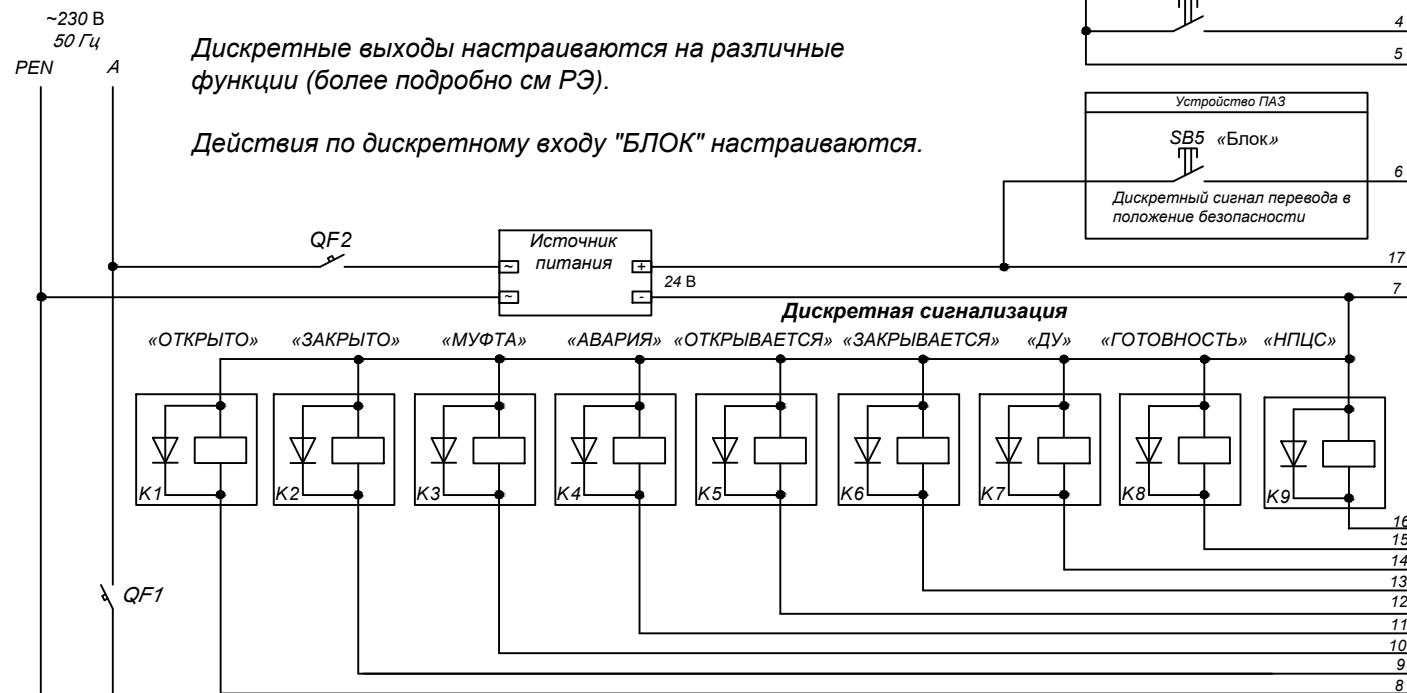 ~230 В
50 Гц
PEN A
Дискретные выходы настраиваются на различные
функции (более подробно см РЭ).
Действия по дискретному входу "БЛОК" настраиваются.
4
5
Устройство ПАЗ
SB5 «Блок»
6
Дискретный сигнал перевода в
положение безопасности
QF2
Источник
питания
~ +
~ -
24 В
17
7
Дискретная сигнализация
«ОТКРЫТО» «ЗАКРЫТО» «МУФТА» «АВАРИЯ» «ОТКРЫВАЕТСЯ» «ЗАКРЫВАЕТСЯ» «ДУ» «ГОТОВНОСТЬ» «НПЦС»
K1 K2 K3 K4 K5 K6 K7 K8 K9
16
15
14
13
12
11
10
9
8
QF1